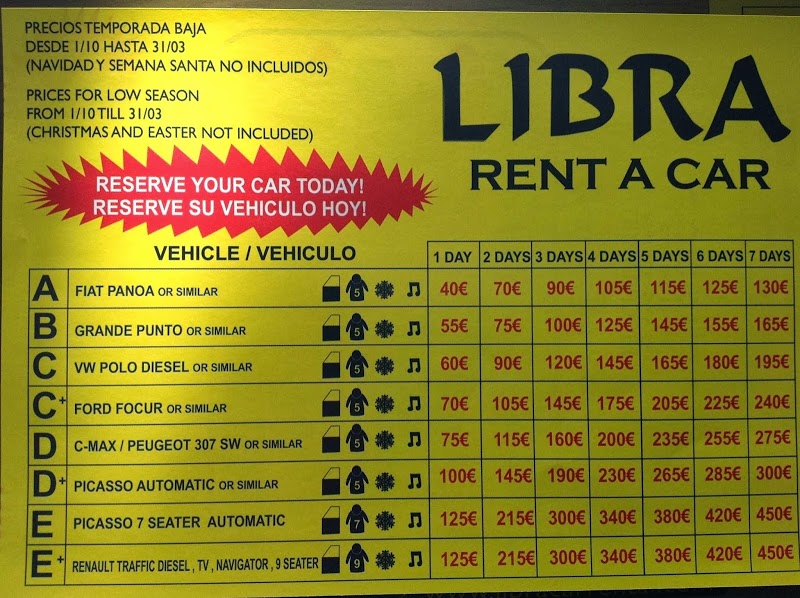 PRECIOS TEMPORADA BAJA
DESDE 1/10 HASTA 31/03
(NAVIDAD Y SEMANA SANTA NO INCLUIDOS)
PRICES FOR LOW SEASON
FROM 1/10 TILL 31/03
(CHRISTMAS AND EASTER NOT INCLUDED)
LIBRA
RENT A CAR
RESERVE YOUR CAR TODAY!
RESERVE SU VEHICULO HOY!
VEHICLE / VEHICULO 1 DAY 2 DAYS 3 DAYS 4 DAYS 5 DAYS 6 DAYS 7 DAYS
A FIAT PANOA OR SIMILAR 5 40€ 70€ 90€ 105€ 115€ 125€ 130€
B GRANDE PUNTO OR SIMILAR 5 55€ 75€ 100€ 125€ 145€ 155€ 165€
C VW POLO DIESEL OR SIMILAR 5 60€ 90€ 120€ 145€ 165€ 180€ 195€
C+ FORD FOCUR OR SIMILAR 5 70€ 105€ 145€ 175€ 205€ 225€ 240€
D C-MAX / PEUGEOT 307 SW OR SIMILAR 5 75€ 115€ 160€ 200€ 235€ 255€ 275€
D+ PICASSO AUTOMATIC OR SIMILAR 5 100€ 145€ 190€ 230€ 265€ 285€ 300€
E PICASSO 7 SEATER AUTOMATIC 7 125€ 215€ 300€ 340€ 380€ 420€ 450€
E+ RENAULT TRAFFIC DIESEL , TV , NAVIGATOR , 9 SEATER 9 125€ 215€ 300€ 340€ 380€ 420€ 450€